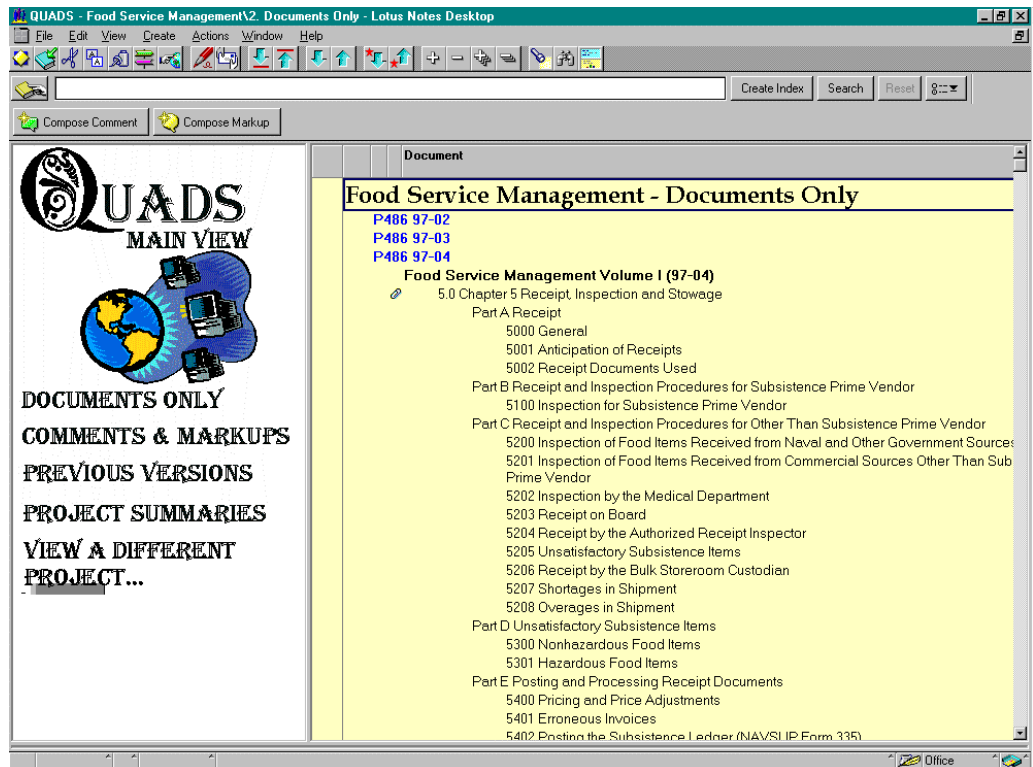 QUADS - Food Service Management\2. Documents Only - Lotus Notes Desktop
File Edit View Create Actions Window Help
Create Index Search Reset
Compose Comment Compose Markup
QUADS
MAIN VIEW
DOCUMENTS ONLY
COMMENTS & MARKUPS
PREVIOUS VERSIONS
PROJECT SUMMARIES
VIEW A DIFFERENT
PROJECT...
Document
Food Service Management - Documents Only
P486 97-02
P486 97-03
P486 97-04
Food Service Management Volume I (97-04)
5.0 Chapter 5 Receipt, Inspection and Stowage
Part A Receipt
5000 General
5001 Anticipation of Receipts
5002 Receipt Documents Used
Part B Receipt and Inspection Procedures for Subsistence Prime Vendor
5100 Inspection for Subsistence Prime Vendor
Part C Receipt and Inspection Procedures for Other Than Subsistence Prime Vendor
5200 Inspection of Food Items Received from Naval and Other Government Sources
5201 Inspection of Food Items Received from Commercial Sources Other Than Sub
Prime Vendor
5202 Inspection by the Medical Department
5203 Receipt on Board
5204 Receipt by the Authorized Receipt Inspector
5205 Unsatisfactory Subsistence Items
5206 Receipt by the Bulk Storeroom Custodian
5207 Shortages in Shipment
5208 Overages in Shipment
Part D Unsatisfactory Subsistence Items
5300 Nonhazardous Food Items
5301 Hazardous Food Items
Part E Posting and Processing Receipt Documents
5400 Pricing and Price Adjustments
5401 Erroneous Invoices
5402 Posting the Subsistence Ledger (NAVSUP Form 335)
Office